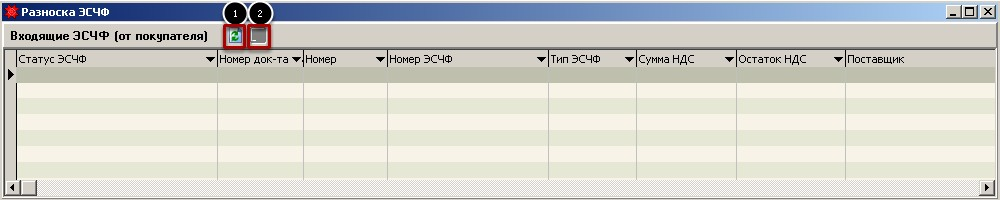 1 2
Разноска ЭСЧФ
Входящие ЭСЧФ (от покупателя)
Статус ЭСЧФ Номер док-та Номер Номер ЭСЧФ Тип ЭСЧФ Сумма НДС Остаток НДС Поставщик